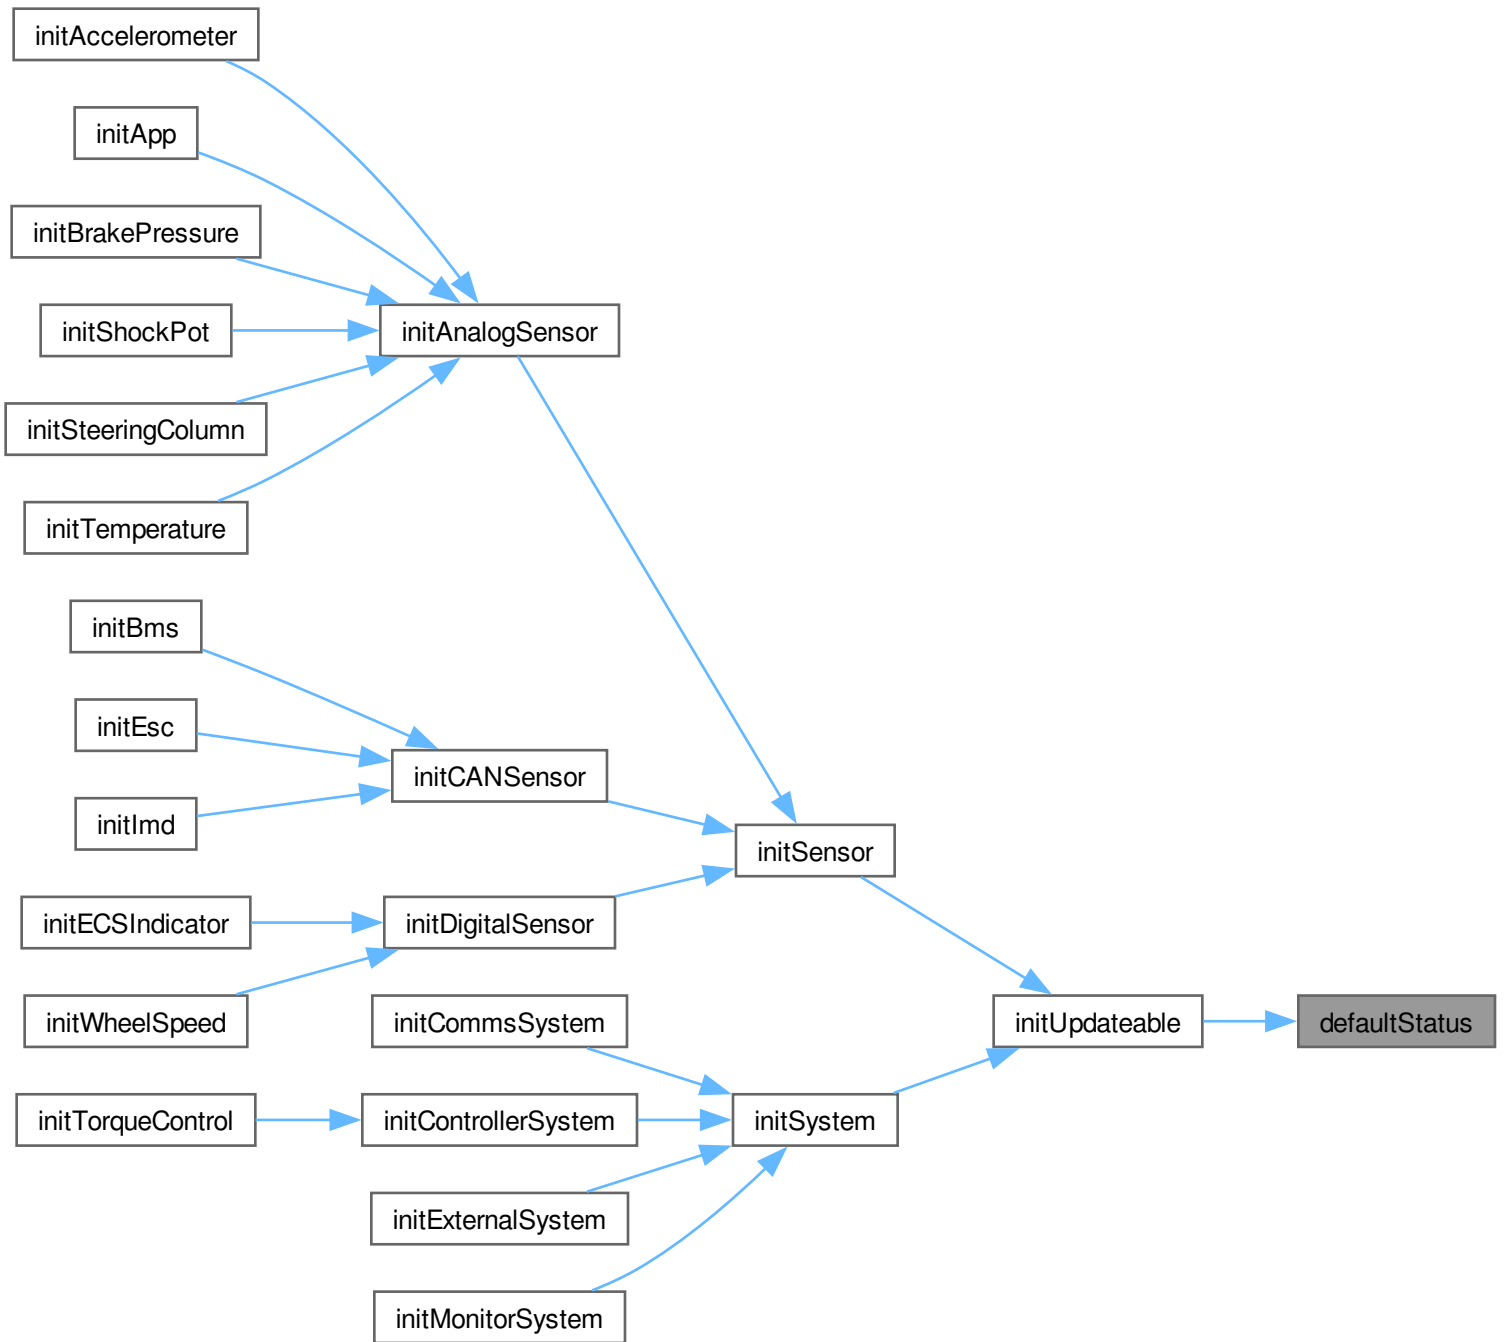 initAccelerometer
initApp
initBrakePressure
initShockPot
initAnalogSensor
initSteeringColumn
initTemperature
initBms
initEsc
initCANSensor
initImd
initSensor
initECSIndicator
initDigitalSensor
initWheelSpeed
initCommsSystem
initUpdateable
defaultStatus
initTorqueControl
initControllerSystem
initSystem
initExternalSystem
initMonitorSystem